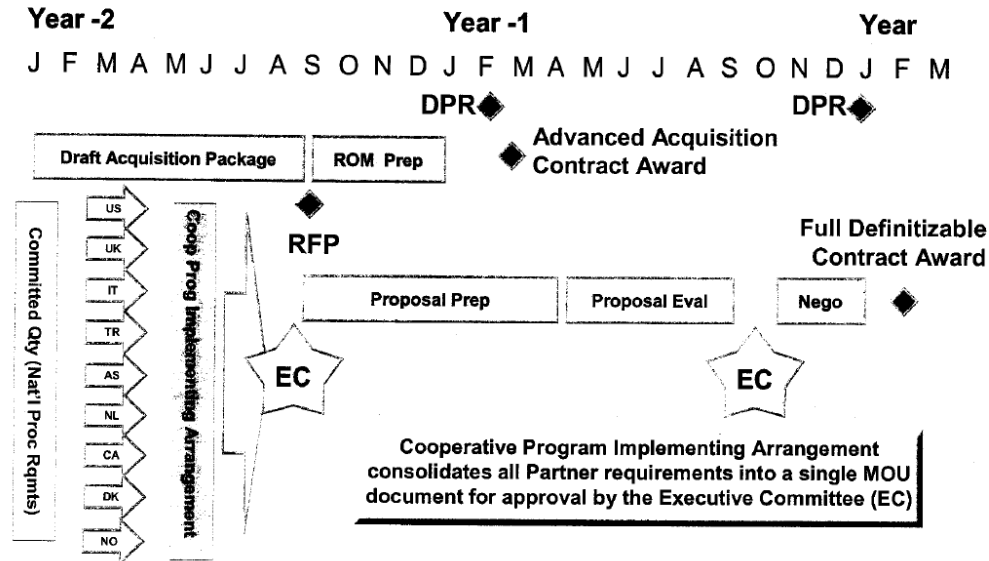 Year -2 Year -1 Year
J F M A M J J A S O N D J F M A M J J A S O N D J F M
DPR DPR
Advanced Acquisition
Contract Award
Draft Acquisition Package ROM Prep
RFP
Committed Qty (Nat'l Proc Rqmts)
US
UK
IT
TR
AS
NL
CA
DK
NO
Coop Prog Implementing Arrangement
Full Definitizable
Contract Award
Proposal Prep Proposal Eval Nego
EC EC
Cooperative Program Implementing Arrangement
consolidates all Partner requirements into a single MOU
document for approval by the Executive Committee (EC)